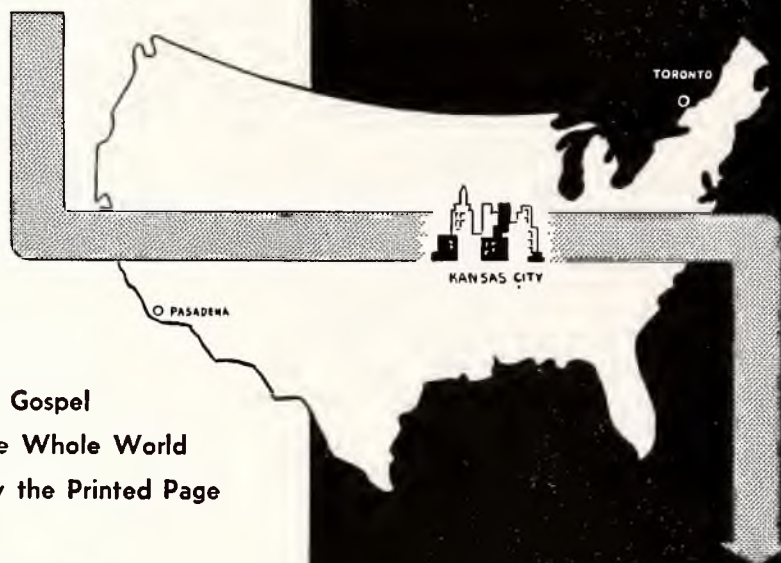 TORONTO
KANSAS CITY
PASADENA
Gospel
e Whole World
y the Printed Page